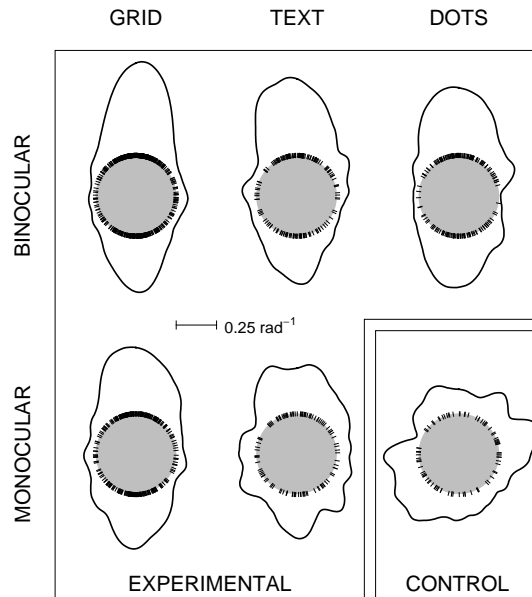 GRID TEXT DOTS
BINOCULAR
0.25 rad⁻¹
MONOCULAR
EXPERIMENTAL CONTROL